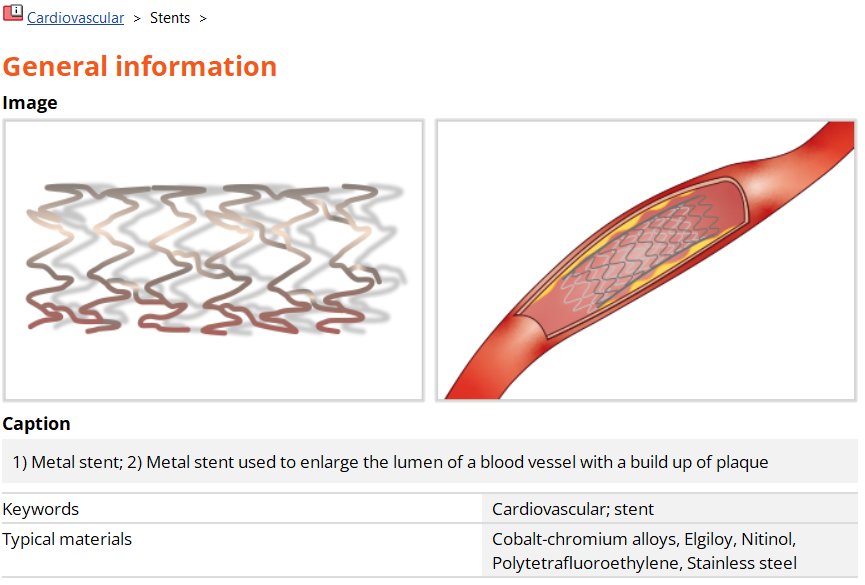 Cardiovascular > Stents >
General information
Image
Caption
1) Metal stent; 2) Metal stent used to enlarge the lumen of a blood vessel with a build up of plaque
Keywords Cardiovascular; stent
Typical materials Cobalt-chromium alloys, Elgiloy, Nitinol,
Polytetrafluoroethylene, Stainless steel